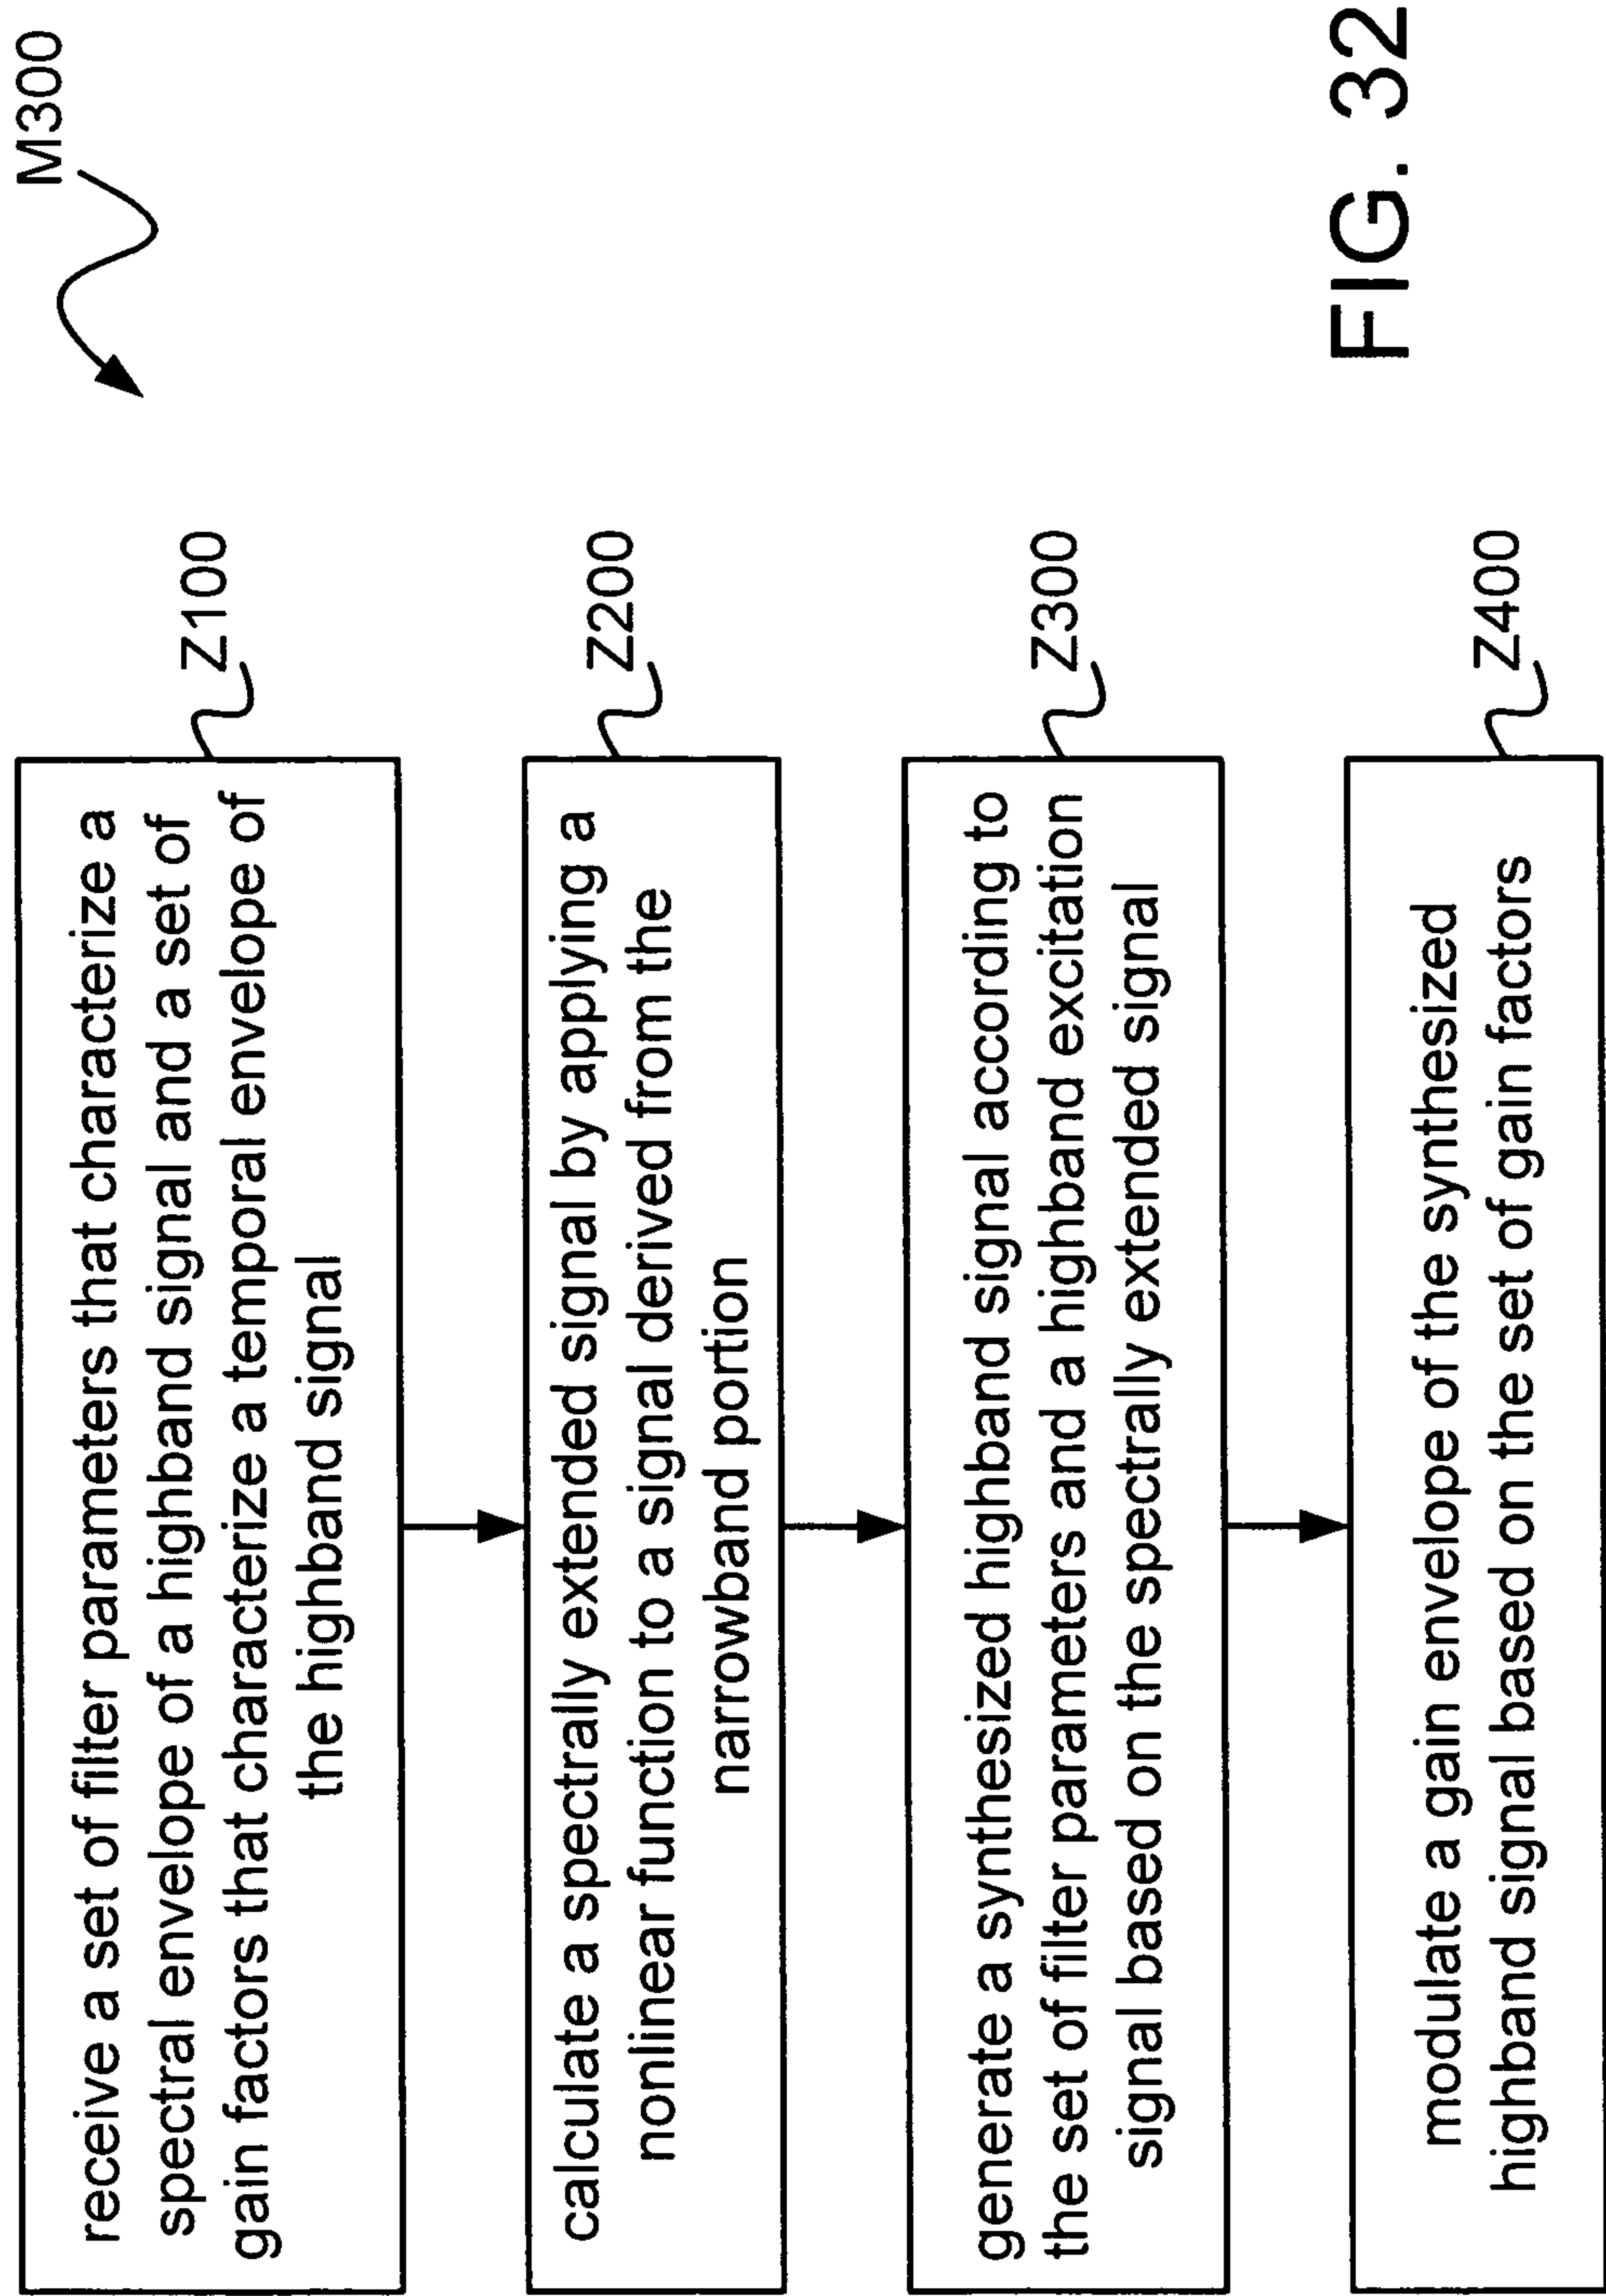 M300
receive a set of filter parameters that characterize a
spectral envelope of a highband signal and a set of
gain factors that characterize a temporal envelope of
the highband signal
Z100
calculate a spectrally extended signal by applying a
nonlinear function to a signal derived from the
narrowband portion
Z200
generate a synthesized highband signal according to
the set of filter parameters and a highband excitation
signal based on the spectrally extended signal
Z300
modulate a gain envelope of the synthesized
highband signal based on the set of gain factors
Z400
FIG. 32